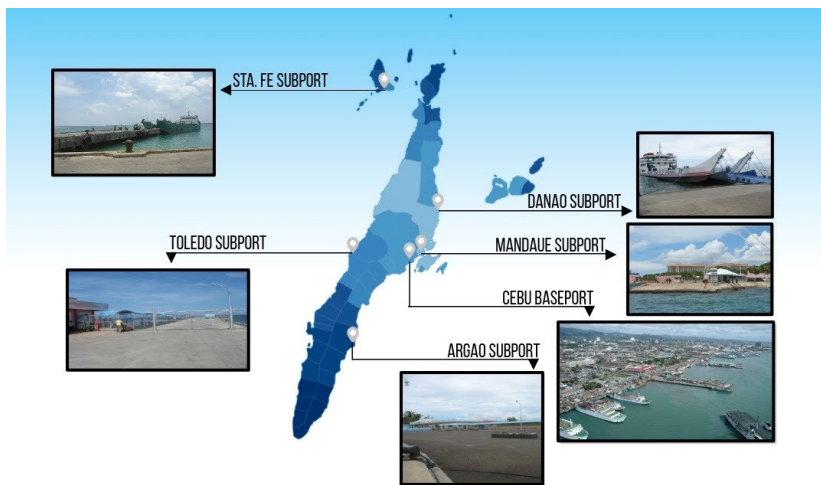 STA. FE SUBPORT
DANAO SUBPORT
TOLEDO SUBPORT
MANDAUE SUBPORT
CEBU BASEPORT
ARGAO SUBPORT